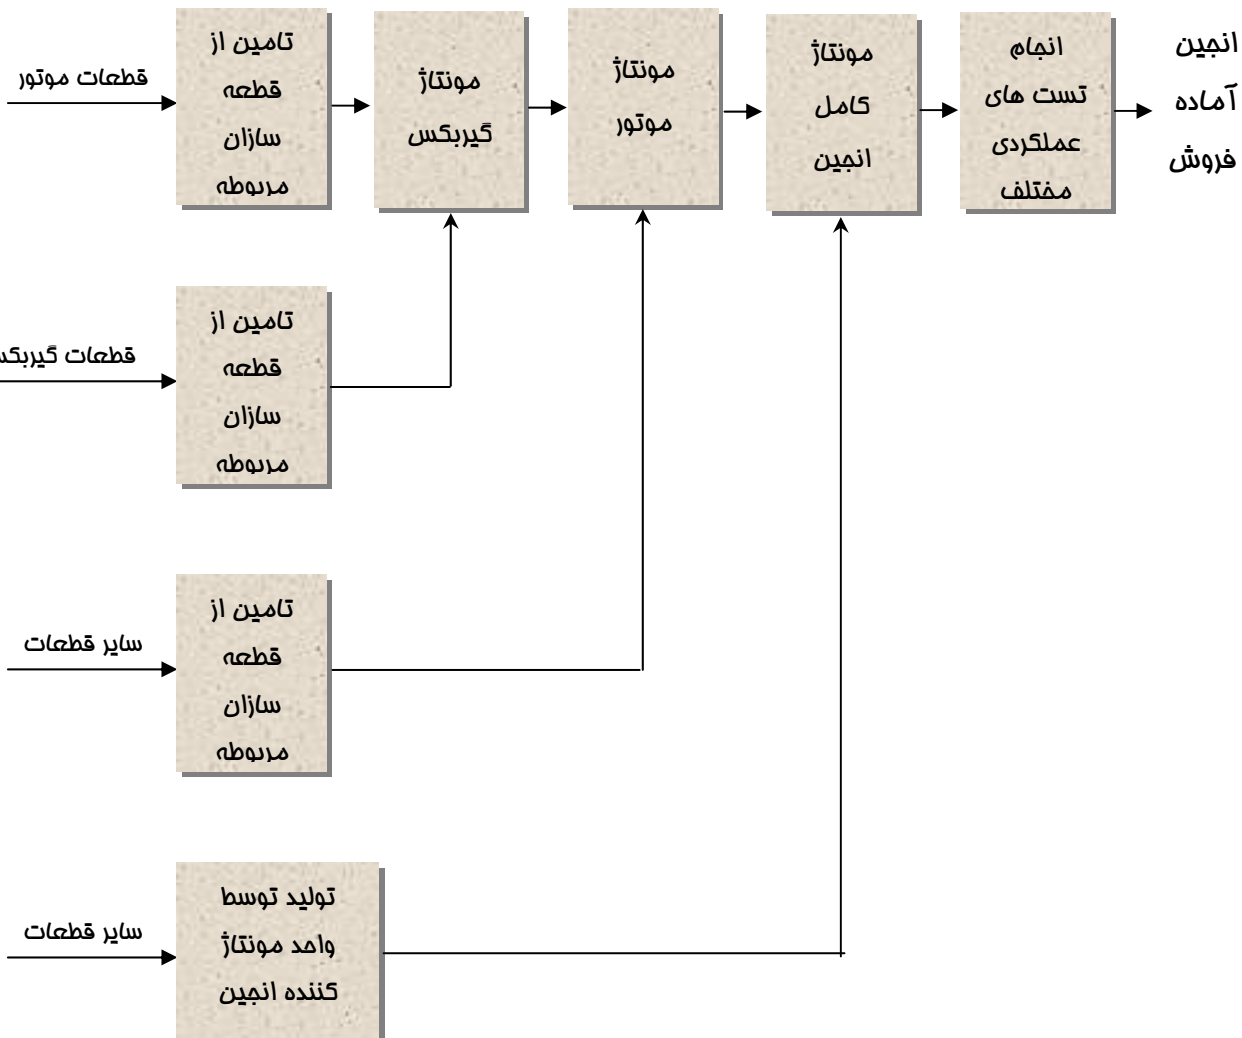 قطعات موتور
تامین از
قطعه
سازان
مربوطه
مونتاژ
گیربکس
مونتاژ
موتور
مونتاژ
کامل
انجین
انجام
تست های
عملکردی
مختلف
انجین
آماده
فروش
قطعات گیربکس
تامین از
قطعه
سازان
مربوطه
سایر قطعات
تامین از
قطعه
سازان
مربوطه
سایر قطعات
تولید توسط
واحد مونتاژ
کننده انجین